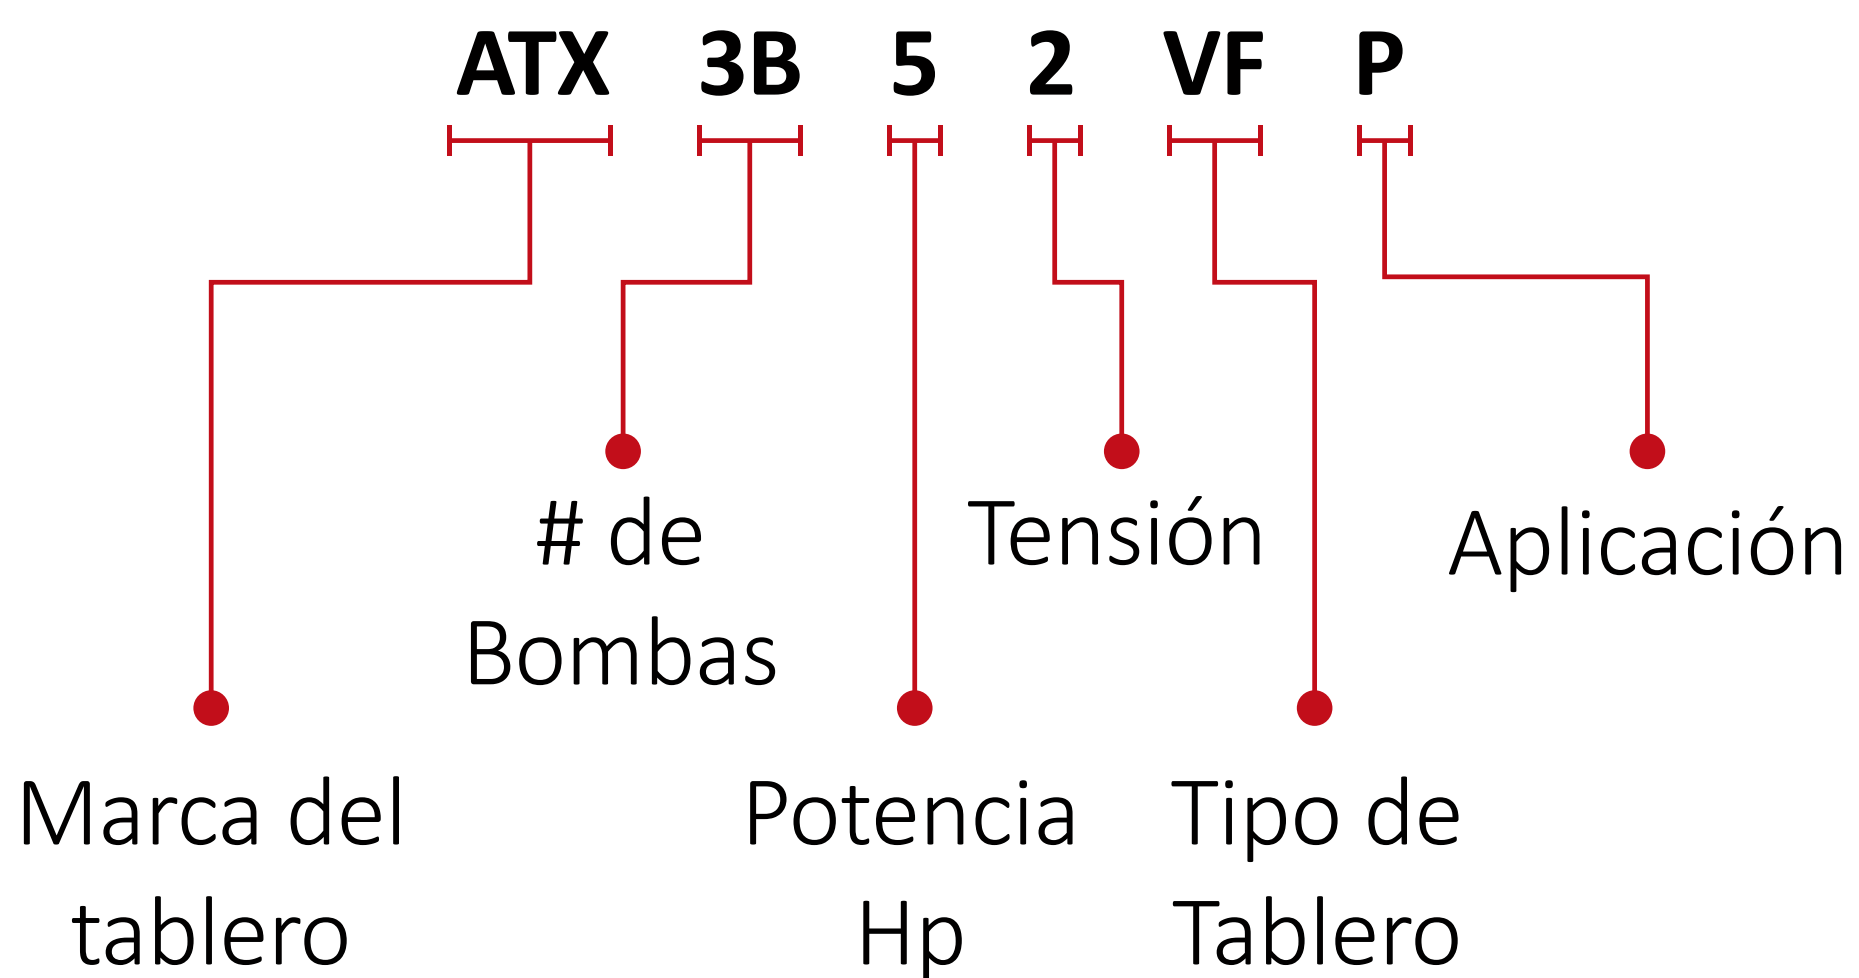 ATX 3B 5 2 VF P
# de
Bombas
Tensión
Aplicación
Marca del
tablero
Potencia
Hp
Tipo de
Tablero